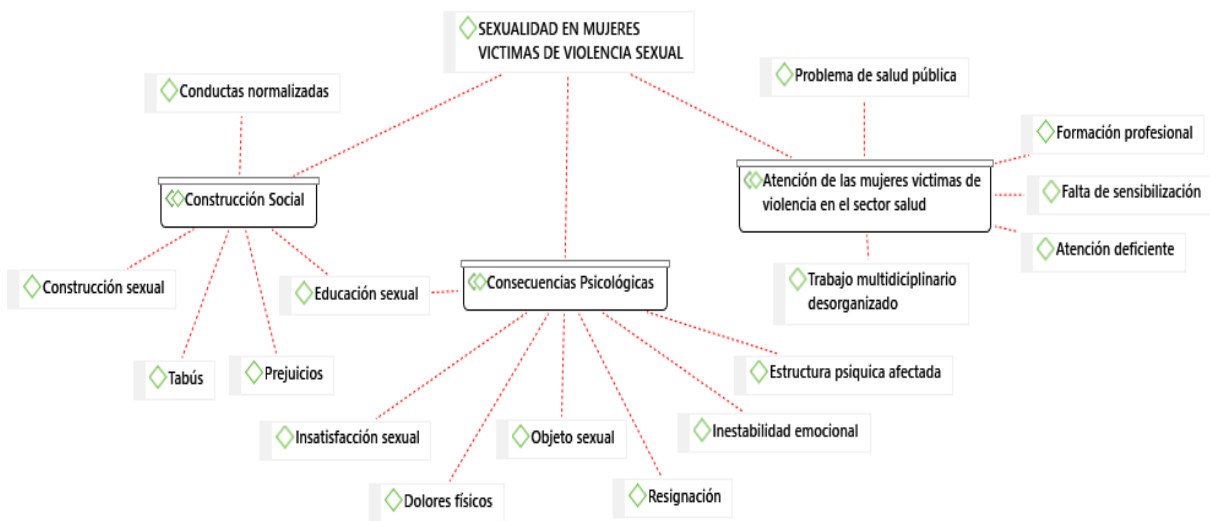 SEXUALIDAD EN MUJERES
VICTIMAS DE VIOLENCIA SEXUAL
Conductas normalizadas
Problema de salud pública
Formación profesional
Construcción Social
Atención de las mujeres victimas de
violencia en el sector salud
Falta de sensibilización
Atención deficiente
Construcción sexual
Educación sexual
Consecuencias Psicológicas
Trabajo multidiciplinario
desorganizado
Tabús
Prejuicios
Estructura psiquica afectada
Insatisfacción sexual
Objeto sexual
Inestabilidad emocional
Dolores físicos
Resignación